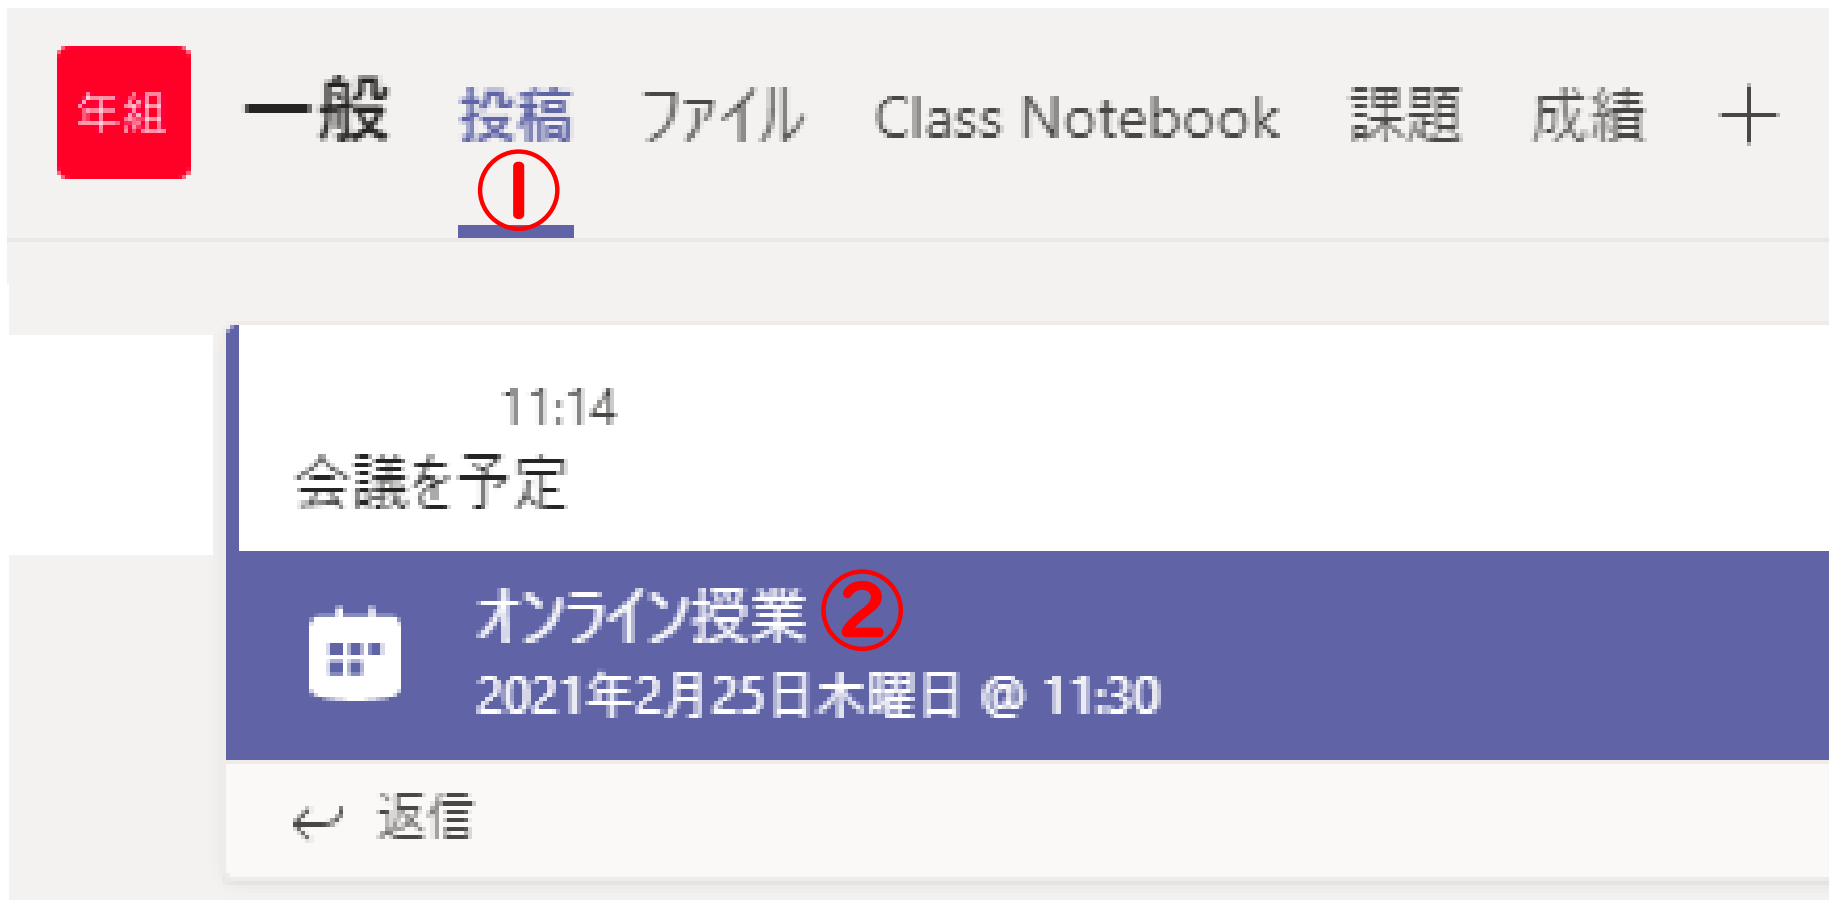 年組 一般 投稿 ファイル Class Notebook 課題 成績 +
①
11:14
会議を予定
オンライン授業 ②
2021年2月25日木曜日 @ 11:30
返信